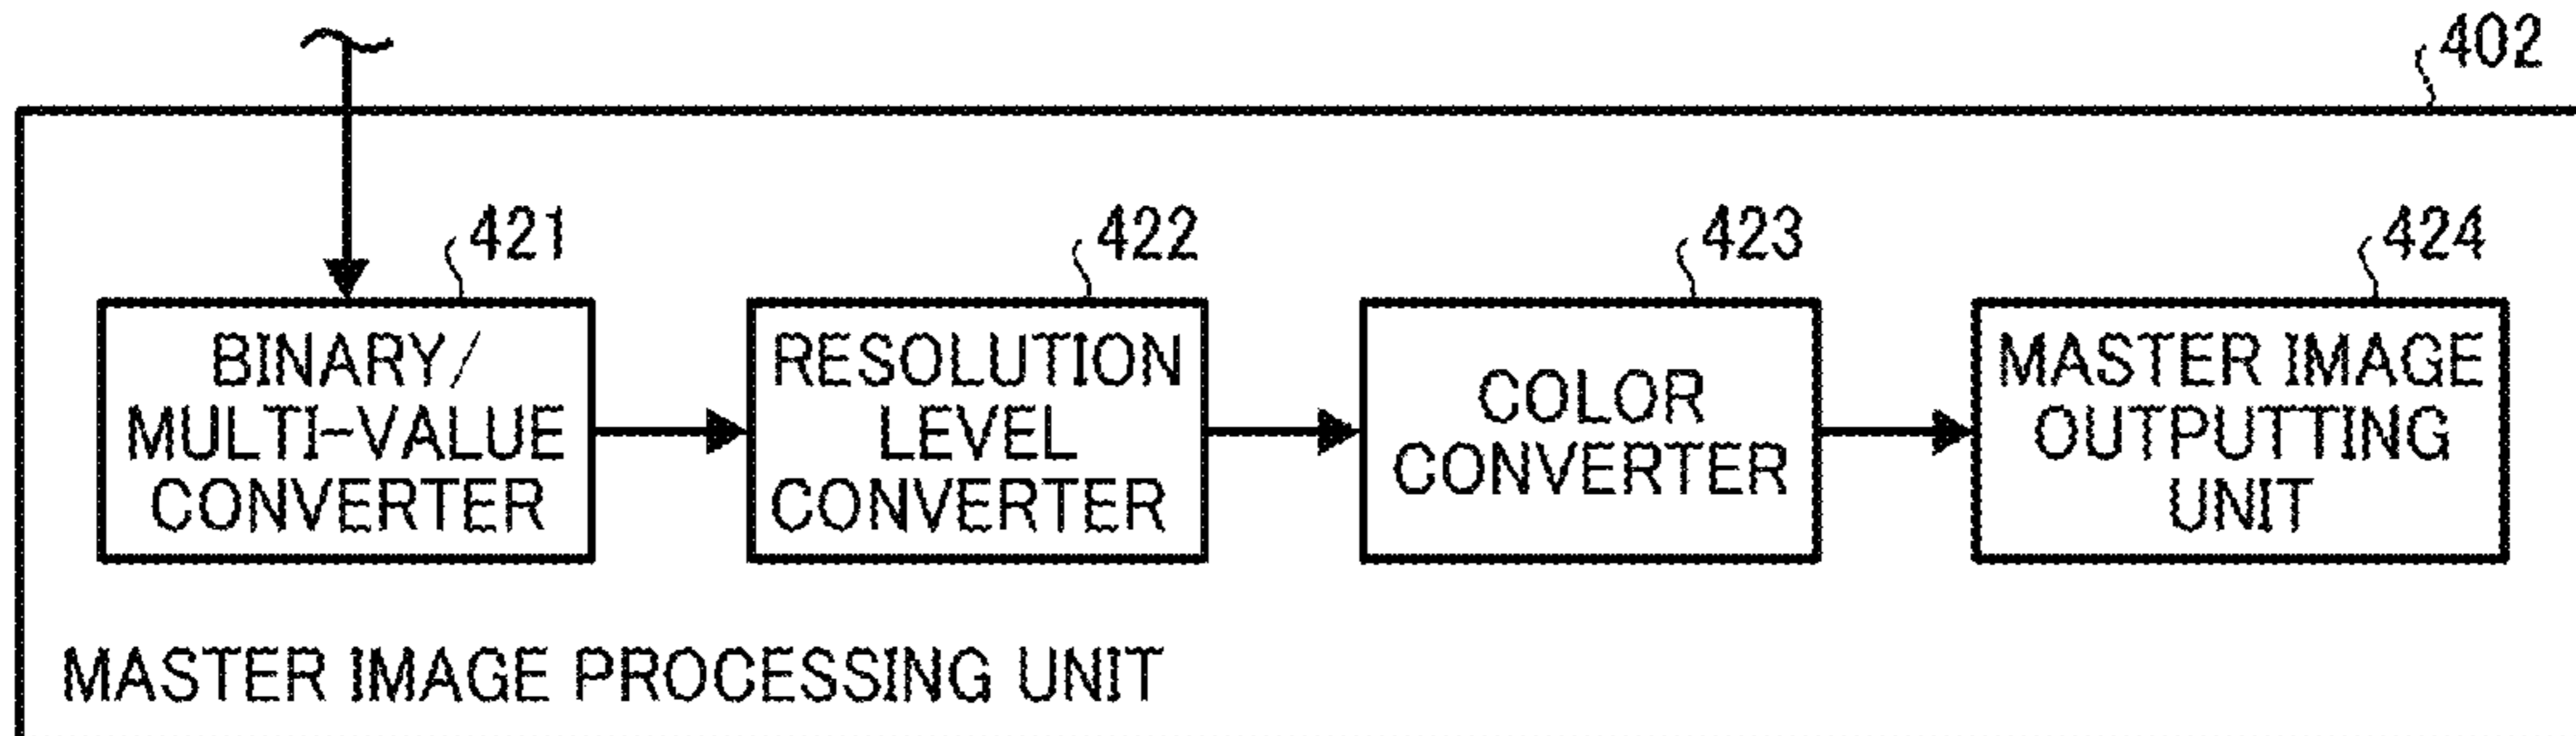 402
421
422
423
424
BINARY/
MULTI-VALUE
CONVERTER
RESOLUTION
LEVEL
CONVERTER
COLOR
CONVERTER
MASTER IMAGE
OUTPUTTING
UNIT
MASTER IMAGE PROCESSING UNIT